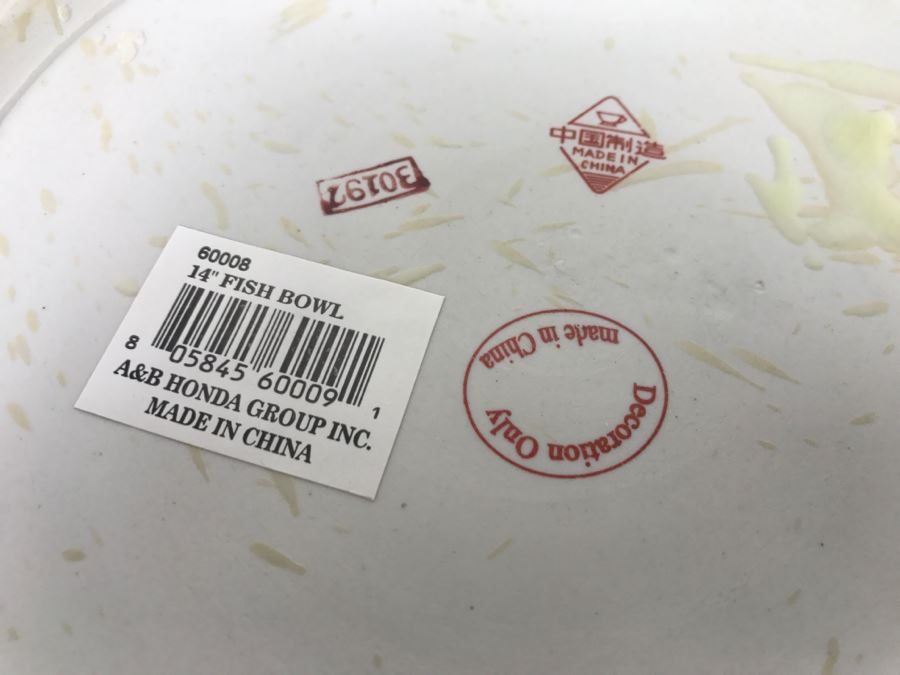 中国制造
MADE IN
CHINA
30197
60008
14" FISH BOWL
8 05845 60009 1
A&B HONDA GROUP INC.
MADE IN CHINA
made in China
Decoration Only